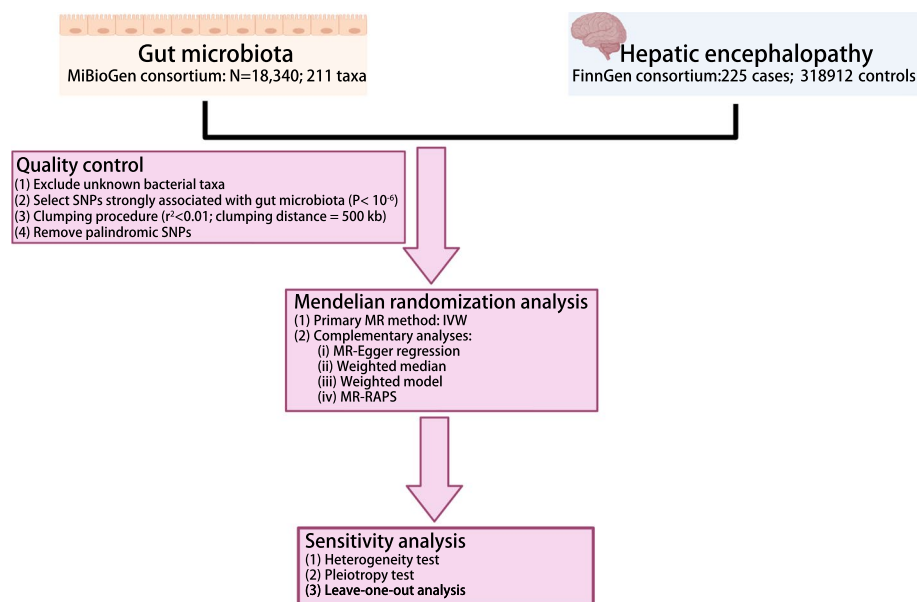 Gut microbiota
MiBioGen consortium: N=18,340; 211 taxa
Hepatic encephalopathy
FinnGen consortium:225 cases; 318912 controls
Quality control
(1) Exclude unknown bacterial taxa
(2) Select SNPs strongly associated with gut microbiota (P< 10⁻⁶)
(3) Clumping procedure (r²<0.01; clumping distance = 500 kb)
(4) Remove palindromic SNPs
Mendelian randomization analysis
(1) Primary MR method: IVW
(2) Complementary analyses:
(i) MR-Egger regression
(ii) Weighted median
(iii) Weighted model
(iv) MR-RAPS
Sensitivity analysis
(1) Heterogeneity test
(2) Pleiotropy test
(3) Leave-one-out analysis